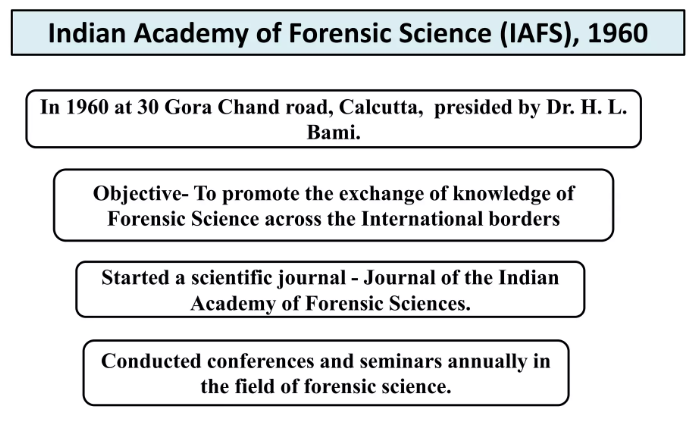 Indian Academy of Forensic Science (IAFS), 1960
In 1960 at 30 Gora Chand road, Calcutta, presided by Dr. H. L.
Bami.
Objective- To promote the exchange of knowledge of
Forensic Science across the International borders
Started a scientific journal - Journal of the Indian
Academy of Forensic Sciences.
Conducted conferences and seminars annually in
the field of forensic science.